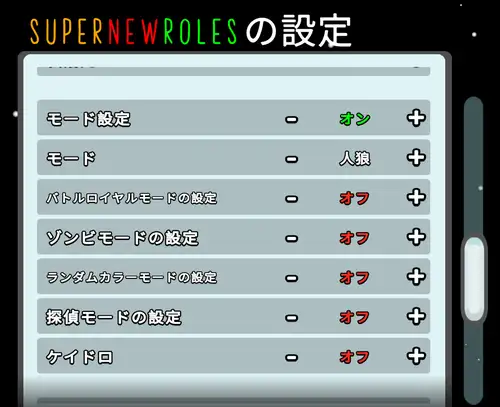 SUPERNEWROLESの設定
モード設定 - オン +
モード - 人狼 +
バトルロイヤルモードの設定 - オフ +
ゾンビモードの設定 - オフ +
ランダムカラーモードの設定 - オフ +
探偵モードの設定 - オフ +
ケイドロ - オフ +